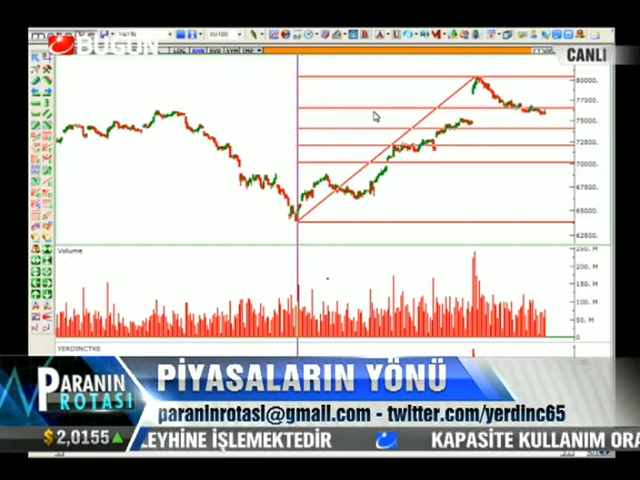 BUGÜN
YAYIN
XU100
CANLI
LOG KHN SVD SYM TMP
80000.
77500.
75000.
70000.
67500.
65000.
62500.
Volume
250. M
200. M
150. M
100. M
50. M
0
YERDINCTKE
PARANIN ROTASI
PİYASALARIN YÖNÜ
paraninrotasi@gmail.com - twitter.com/yerdinc65
$ 2,0155 LEYHİNE İŞLEMEKTEDİR KAPASİTE KULLANIM ORA